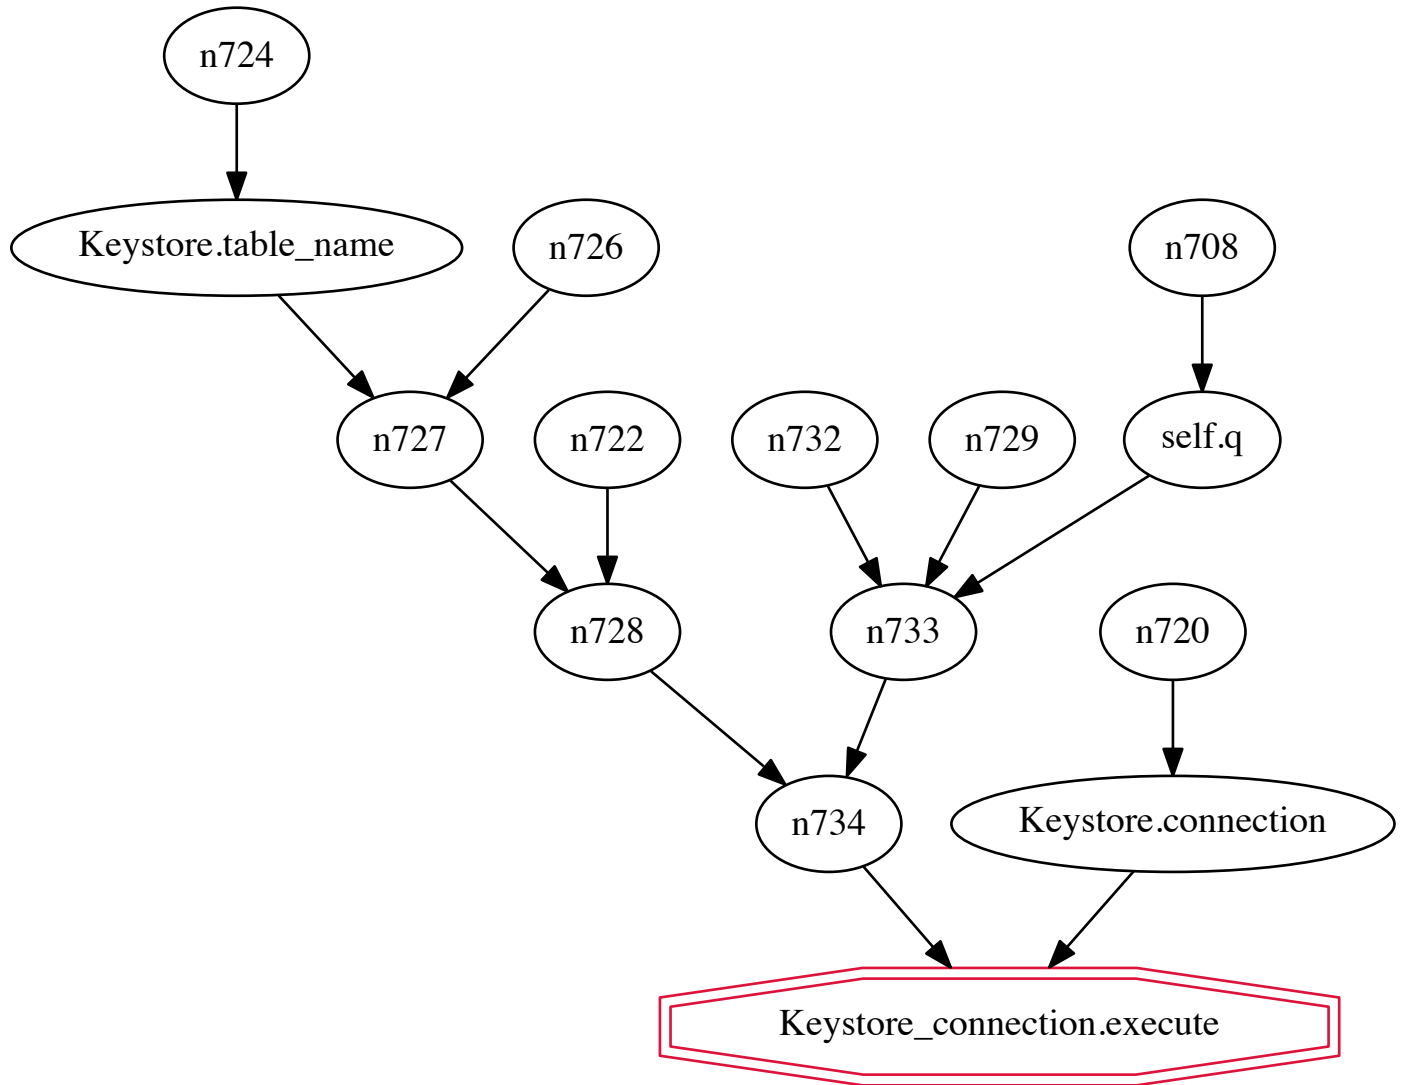 n724
Keystore.table_name
n726
n708
n727
n722
n732
n729
self.q
n728
n733
n720
n734
Keystore.connection
Keystore_connection.execute